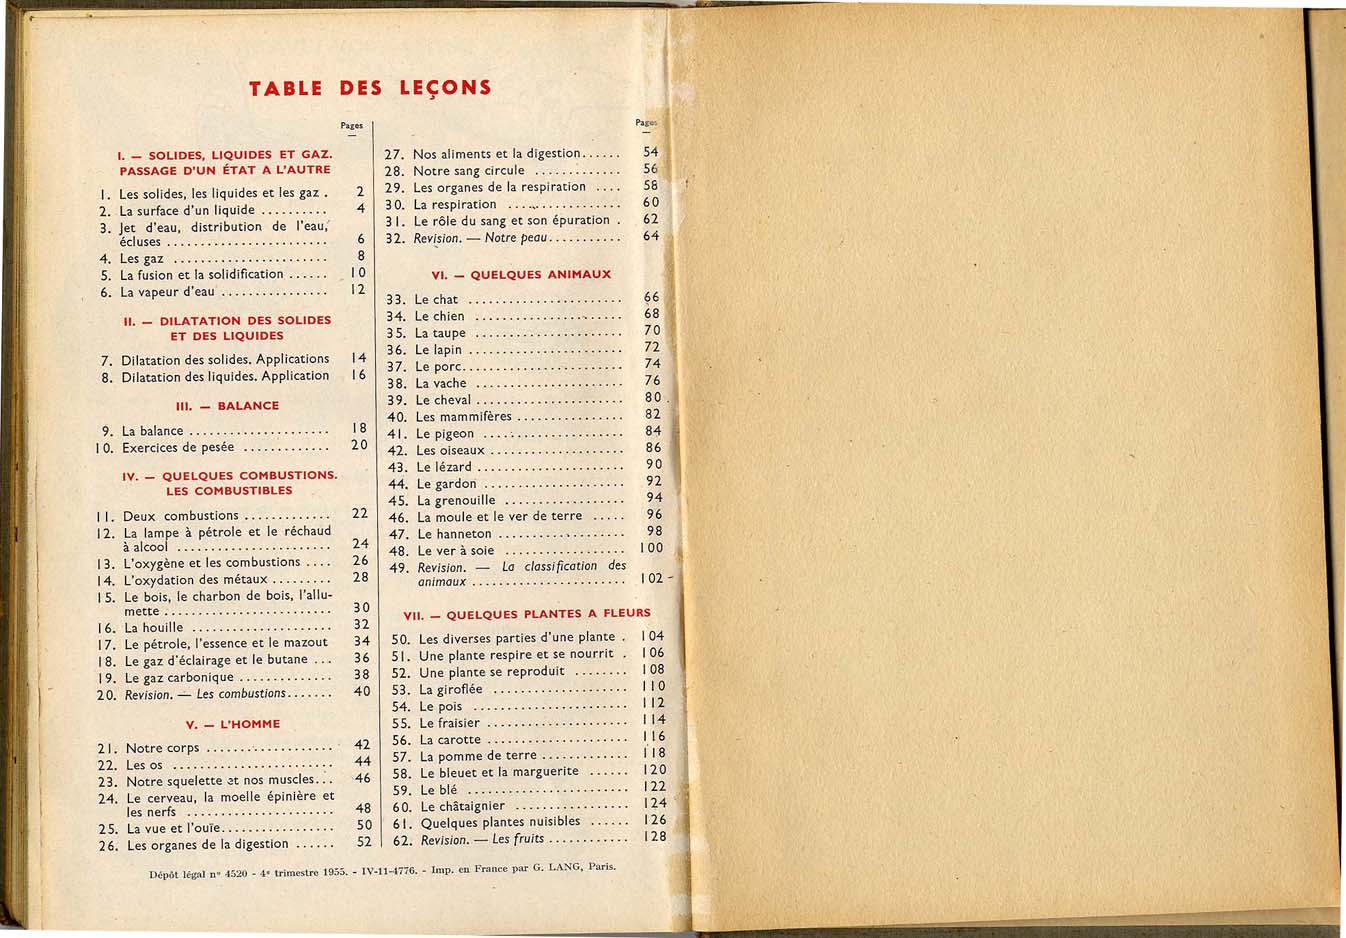 TABLE DES LEÇONS
Pages
I. — SOLIDES, LIQUIDES ET GAZ.
PASSAGE D'UN ÉTAT A L'AUTRE
1. Les solides, les liquides et les gaz . 2
2. La surface d'un liquide .......... 4
3. Jet d'eau, distribution de l'eau,
écluses ........................ 6
4. Les gaz ....................... 8
5. La fusion et la solidification ...... 10
6. La vapeur d'eau ................ 12
II. — DILATATION DES SOLIDES
ET DES LIQUIDES
7. Dilatation des solides. Applications 14
8. Dilatation des liquides. Application 16
III. — BALANCE
9. La balance ..................... 18
10. Exercices de pesée ............. 20
IV. — QUELQUES COMBUSTIONS.
LES COMBUSTIBLES
11. Deux combustions ............. 22
12. La lampe à pétrole et le réchaud
à alcool ....................... 24
13. L'oxygène et les combustions .... 26
14. L'oxydation des métaux ......... 28
15. Le bois, le charbon de bois, l'allu-
mette ......................... 30
16. La houille ..................... 32
17. Le pétrole, l'essence et le mazout 34
18. Le gaz d'éclairage et le butane ... 36
19. Le gaz carbonique .............. 38
20. Revision. — Les combustions....... 40
V. — L'HOMME
21. Notre corps ................... 42
22. Les os ........................ 44
23. Notre squelette et nos muscles... 46
24. Le cerveau, la moelle épinière et
les nerfs ...................... 48
25. La vue et l'ouïe................. 50
26. Les organes de la digestion ...... 52
Pages
27. Nos aliments et la digestion...... 54
28. Notre sang circule ............. 56
29. Les organes de la respiration .... 58
30. La respiration ................. 60
31. Le rôle du sang et son épuration . 62
32. Revision. — Notre peau........... 64
VI. — QUELQUES ANIMAUX
33. Le chat ....................... 66
34. Le chien ...................... 68
35. La taupe ...................... 70
36. Le lapin ....................... 72
37. Le porc........................ 74
38. La vache ...................... 76
39. Le cheval ...................... 80
40. Les mammifères ................ 82
41. Le pigeon ..................... 84
42. Les oiseaux .................... 86
43. Le lézard ...................... 90
44. Le gardon ..................... 92
45. La grenouille .................. 94
46. La moule et le ver de terre ..... 96
47. Le hanneton ................... 98
48. Le ver à soie .................. 100
49. Revision. — La classification des
animaux ....................... 102
VII. — QUELQUES PLANTES A FLEURS
50. Les diverses parties d'une plante . 104
51. Une plante respire et se nourrit . 106
52. Une plante se reproduit ........ 108
53. La giroflée .................... 110
54. Le pois ....................... 112
55. Le fraisier ..................... 114
56. La carotte ..................... 116
57. La pomme de terre ............. 118
58. Le bleuet et la marguerite ...... 120
59. Le blé ........................ 122
60. Le châtaignier ................. 124
61. Quelques plantes nuisibles ...... 126
62. Revision. — Les fruits ............ 128
Dépôt légal nº 4520 - 4e trimestre 1955. - IV-11-4776. - Imp. en France par G. LANG, Paris.